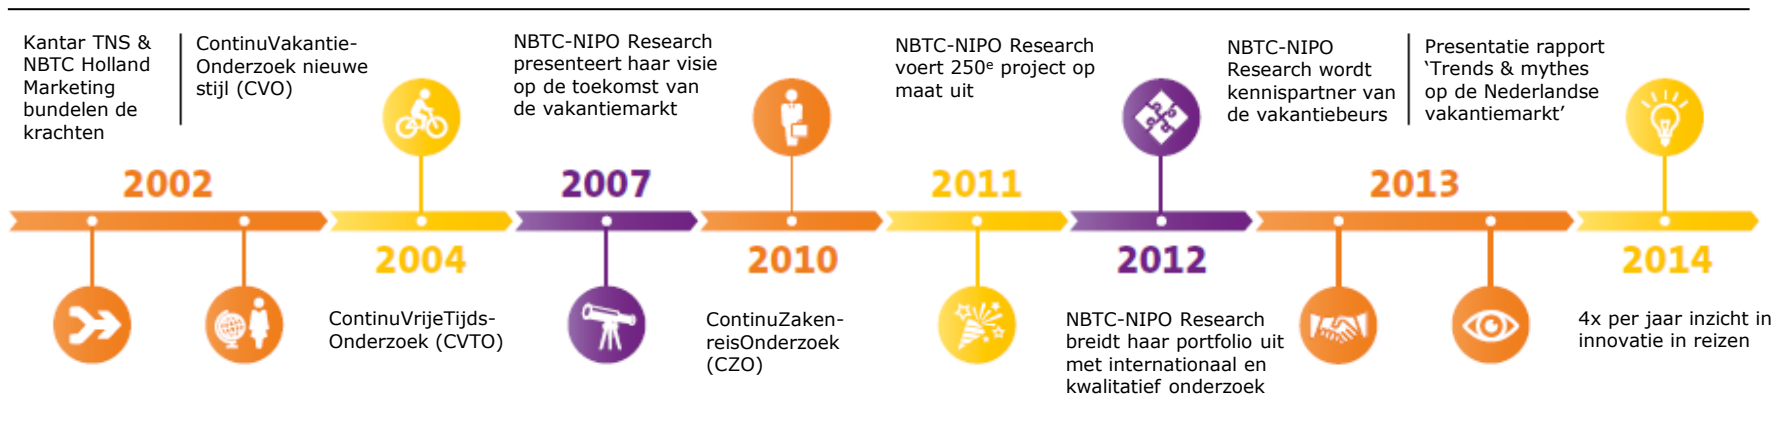 Kantar TNS &
NBTC Holland
Marketing
bundelen de
krachten
ContinuVakantie-
Onderzoek nieuwe
stijl (CVO)
2002
2004
ContinuVrijeTijds-
Onderzoek (CVTO)
NBTC-NIPO Research
presenteert haar visie
op de toekomst van
de vakantiemarkt
2007
2010
ContinuZaken-
reisOnderzoek
(CZO)
NBTC-NIPO Research
voert 250e project op
maat uit
2011
2012
NBTC-NIPO Research
breidt haar portfolio uit
met internationaal en
kwalitatief onderzoek
NBTC-NIPO
Research wordt
kennispartner van
de vakantiebeurs
Presentatie rapport
‘Trends & mythes
op de Nederlandse
vakantiemarkt’
2013
2014
4x per jaar inzicht in
innovatie in reizen